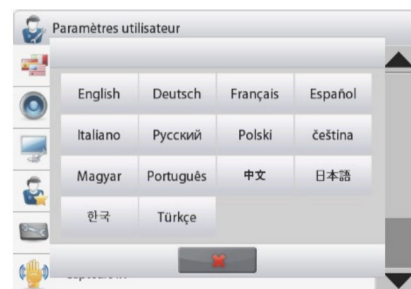 Paramètres utilisateur
English Deutsch Français Español
Italiano Русский Polski čeština
Magyar Português 中文 日本語
한국 Türkçe